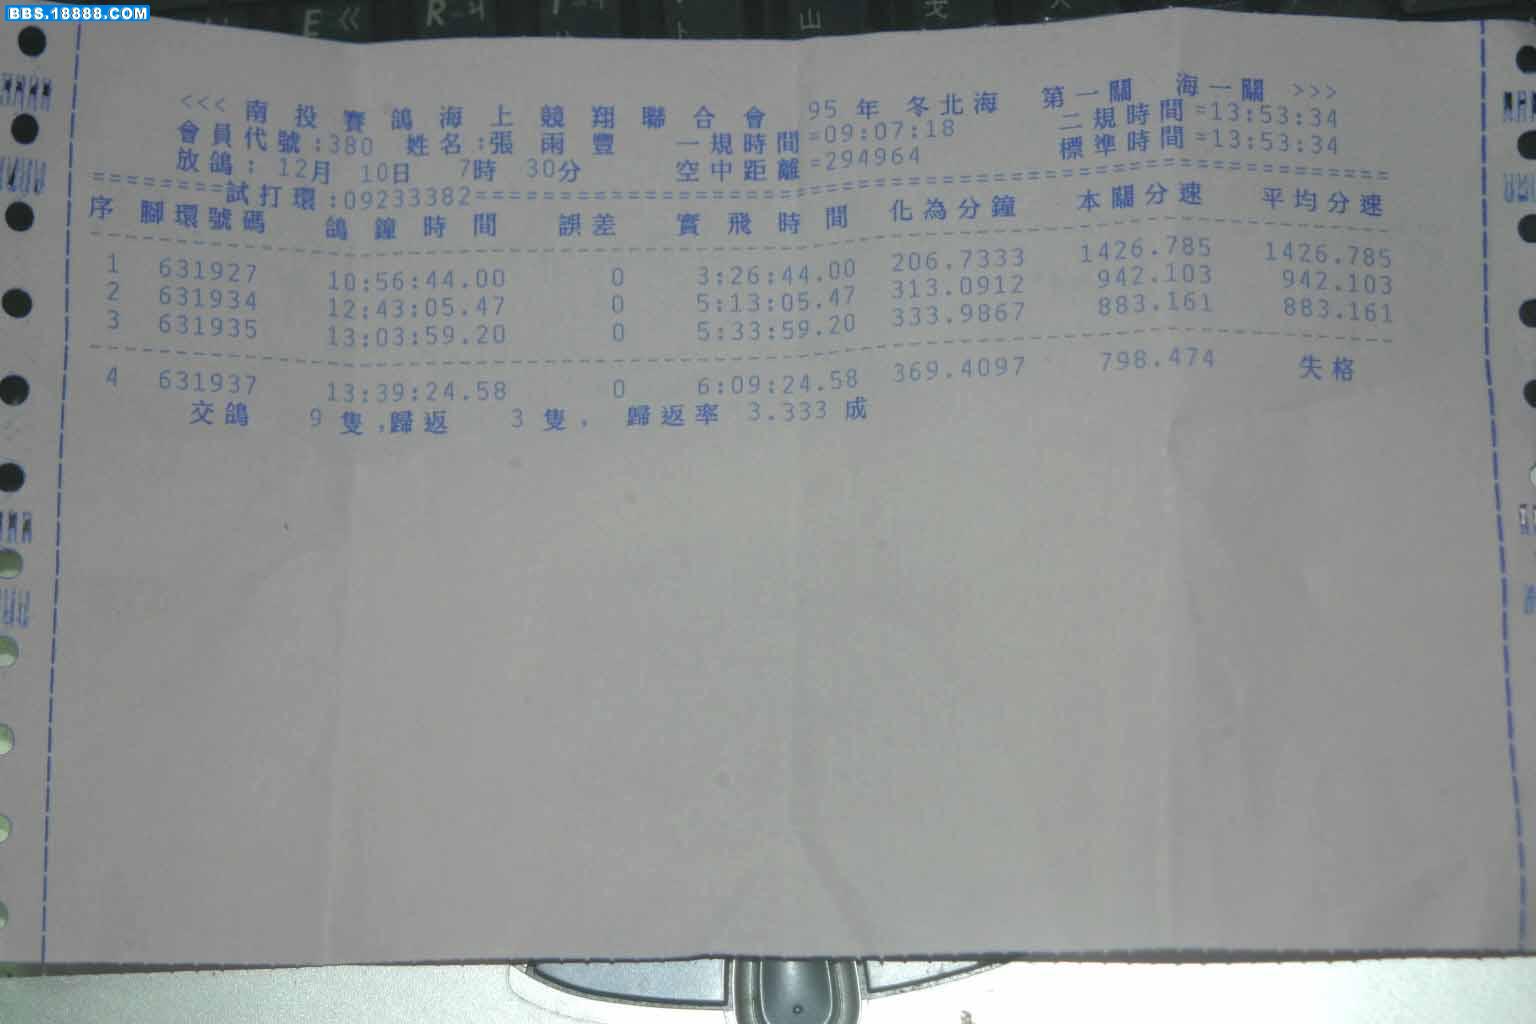 BBS.18888.COM
E R 山
<<< 南投賽鴿海上競翔聯合會 95年 冬北海 第一關 海一關 >>>
會員代號:380 姓名:張雨豐 一規時間=09:07:18 二規時間=13:53:34
放鴿: 12月 10日 7時 30分 空中距離=294964 標準時間=13:53:34
========試打環:09233382========================================
序 腳環號碼 鴿鐘時間 誤差 實飛時間 化為分鐘 本關分速 平均分速
1 631927 10:56:44.00 0 3:26:44.00 206.7333 1426.785 1426.785
2 631934 12:43:05.47 0 5:13:05.47 313.0912 942.103 942.103
3 631935 13:03:59.20 0 5:33:59.20 333.9867 883.161 883.161
4 631937 13:39:24.58 0 6:09:24.58 369.4097 798.474 失格
交鴿 9 隻,歸返 3 隻, 歸返率 3.333 成